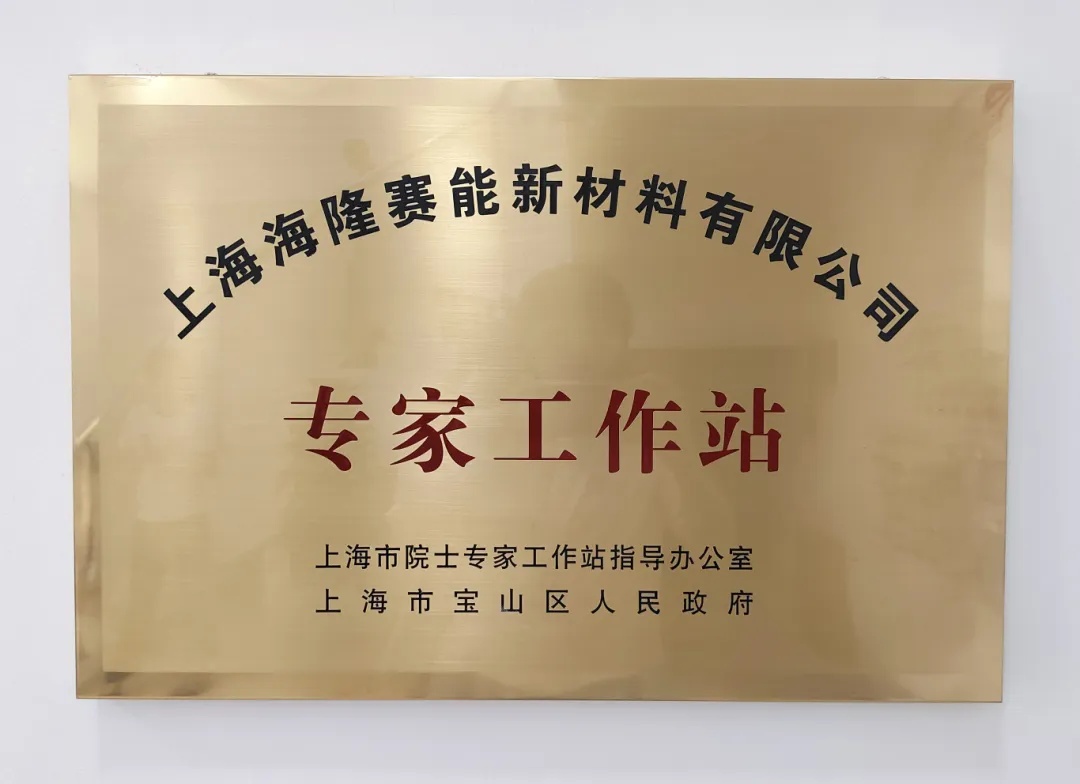 上海海隆赛能新材料有限公司
专家工作站
上海市院士专家工作站指导办公室
上海市宝山区人民政府